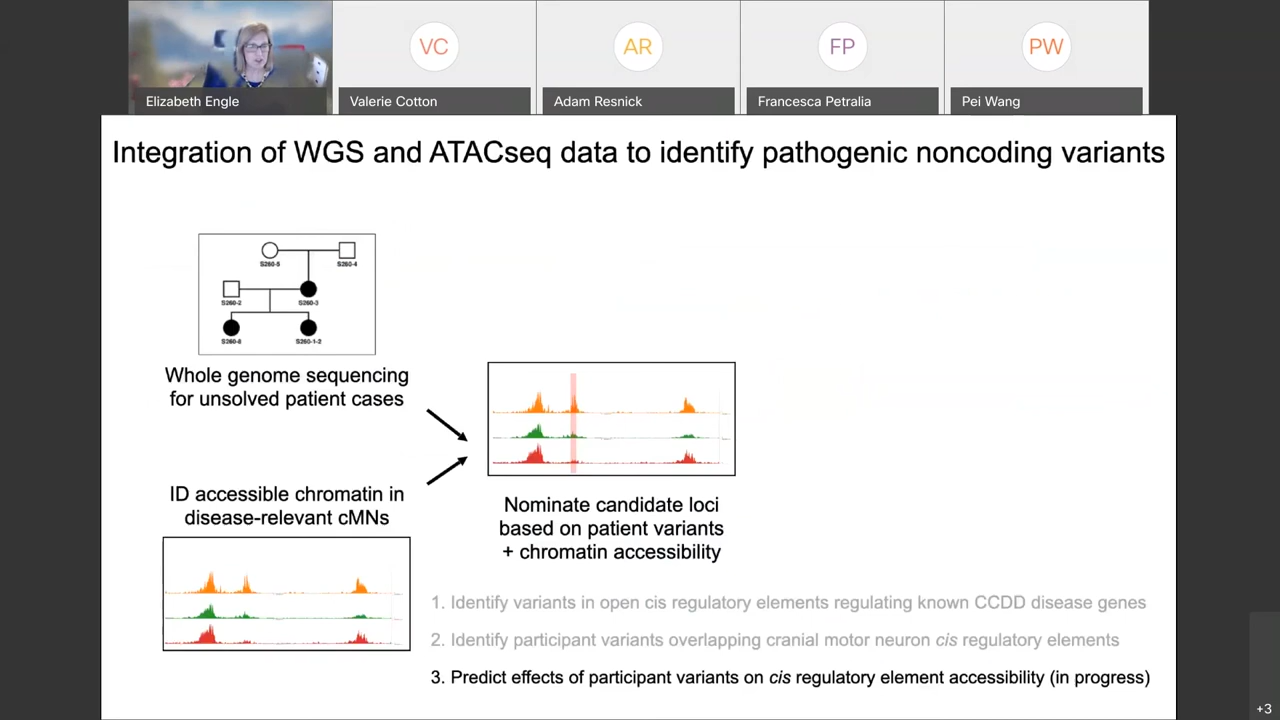 VC
AR
FP
PW
Elizabeth Engle
Valerie Cotton
Adam Resnick
Francesca Petralia
Pei Wang
Integration of WGS and ATACseq data to identify pathogenic noncoding variants
S260-5
S260-4
S260-2
S260-3
S260-6
S260-1-2
Whole genome sequencing
for unsolved patient cases
ID accessible chromatin in
disease-relevant cMNs
Nominate candidate loci
based on patient variants
+ chromatin accessibility
1. Identify variants in open cis regulatory elements regulating known CCDD disease genes
2. Identify participant variants overlapping cranial motor neuron cis regulatory elements
3. Predict effects of participant variants on cis regulatory element accessibility (in progress)
+3